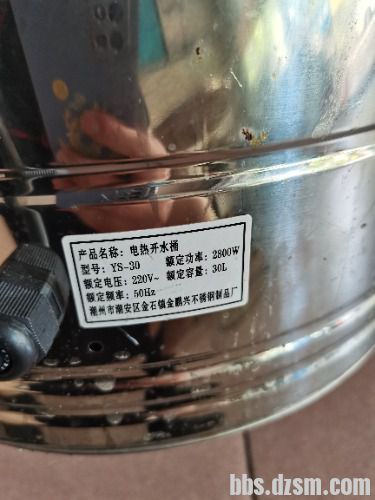 产品名称：电热开水桶
型号：YS-30 额定功率：2800W
额定电压：220V~ 额定容量：30L
额定频率：50Hz
潮州市潮安区金石镇金鹏兴不锈钢制品厂
bbs.dzsm.com